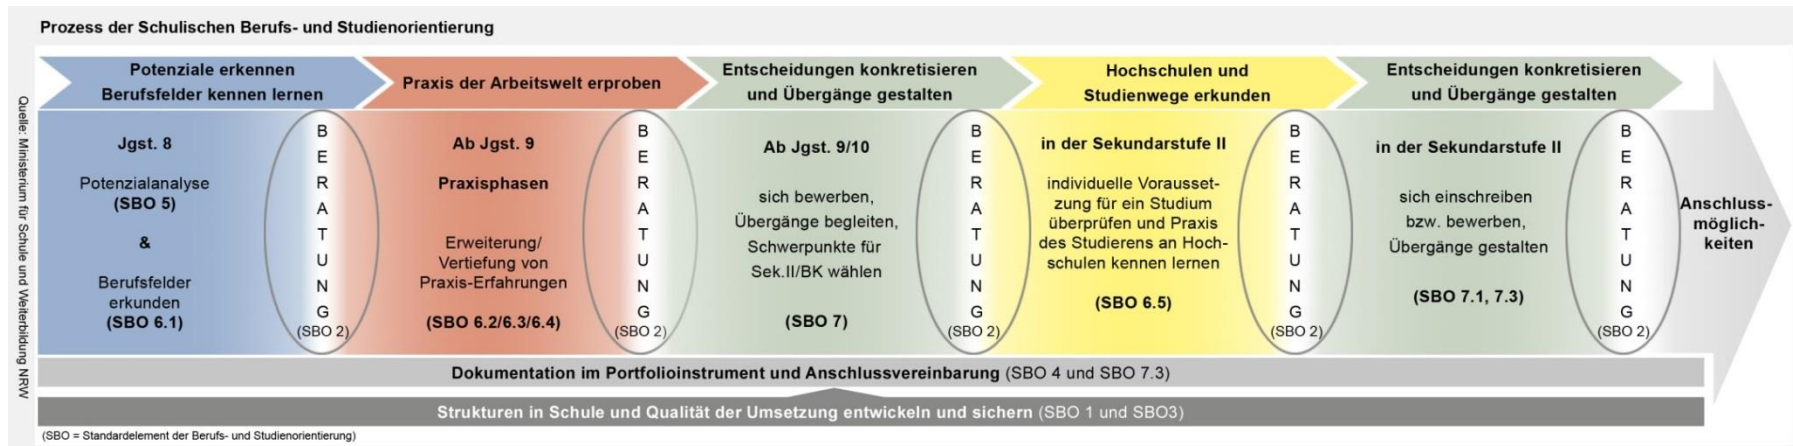 Prozess der Schulischen Berufs- und Studienorientierung
Quelle: Ministerium für Schule und Weiterbildung NRW
Potenziale erkennen
Berufsfelder kennen lernen
Praxis der Arbeitswelt erproben
Entscheidungen konkretisieren
und Übergänge gestalten
Hochschulen und
Studienwege erkunden
Entscheidungen konkretisieren
und Übergänge gestalten
Jgst. 8
Potenzialanalyse
(SBO 5)
&
Berufsfelder
erkunden
(SBO 6.1)
BERATUNG
(SBO 2)
Ab Jgst. 9
Praxisphasen
Erweiterung/
Vertiefung von
Praxis-Erfahrungen
(SBO 6.2/6.3/6.4)
BERATUNG
(SBO 2)
Ab Jgst. 9/10
sich bewerben,
Übergänge begleiten,
Schwerpunkte für
Sek.II/BK wählen
(SBO 7)
BERATUNG
(SBO 2)
in der Sekundarstufe II
individuelle Vorausset-
zung für ein Studium
überprüfen und Praxis
des Studierens an Hoch-
schulen kennen lernen
(SBO 6.5)
BERATUNG
(SBO 2)
in der Sekundarstufe II
sich einschreiben
bzw. bewerben,
Übergänge gestalten
(SBO 7.1, 7.3)
BERATUNG
(SBO 2)
Anschluss-
möglich-
keiten
Dokumentation im Portfolioinstrument und Anschlussvereinbarung (SBO 4 und SBO 7.3)
Strukturen in Schule und Qualität der Umsetzung entwickeln und sichern (SBO 1 und SBO3)
(SBO = Standardelement der Berufs- und Studienorientierung)